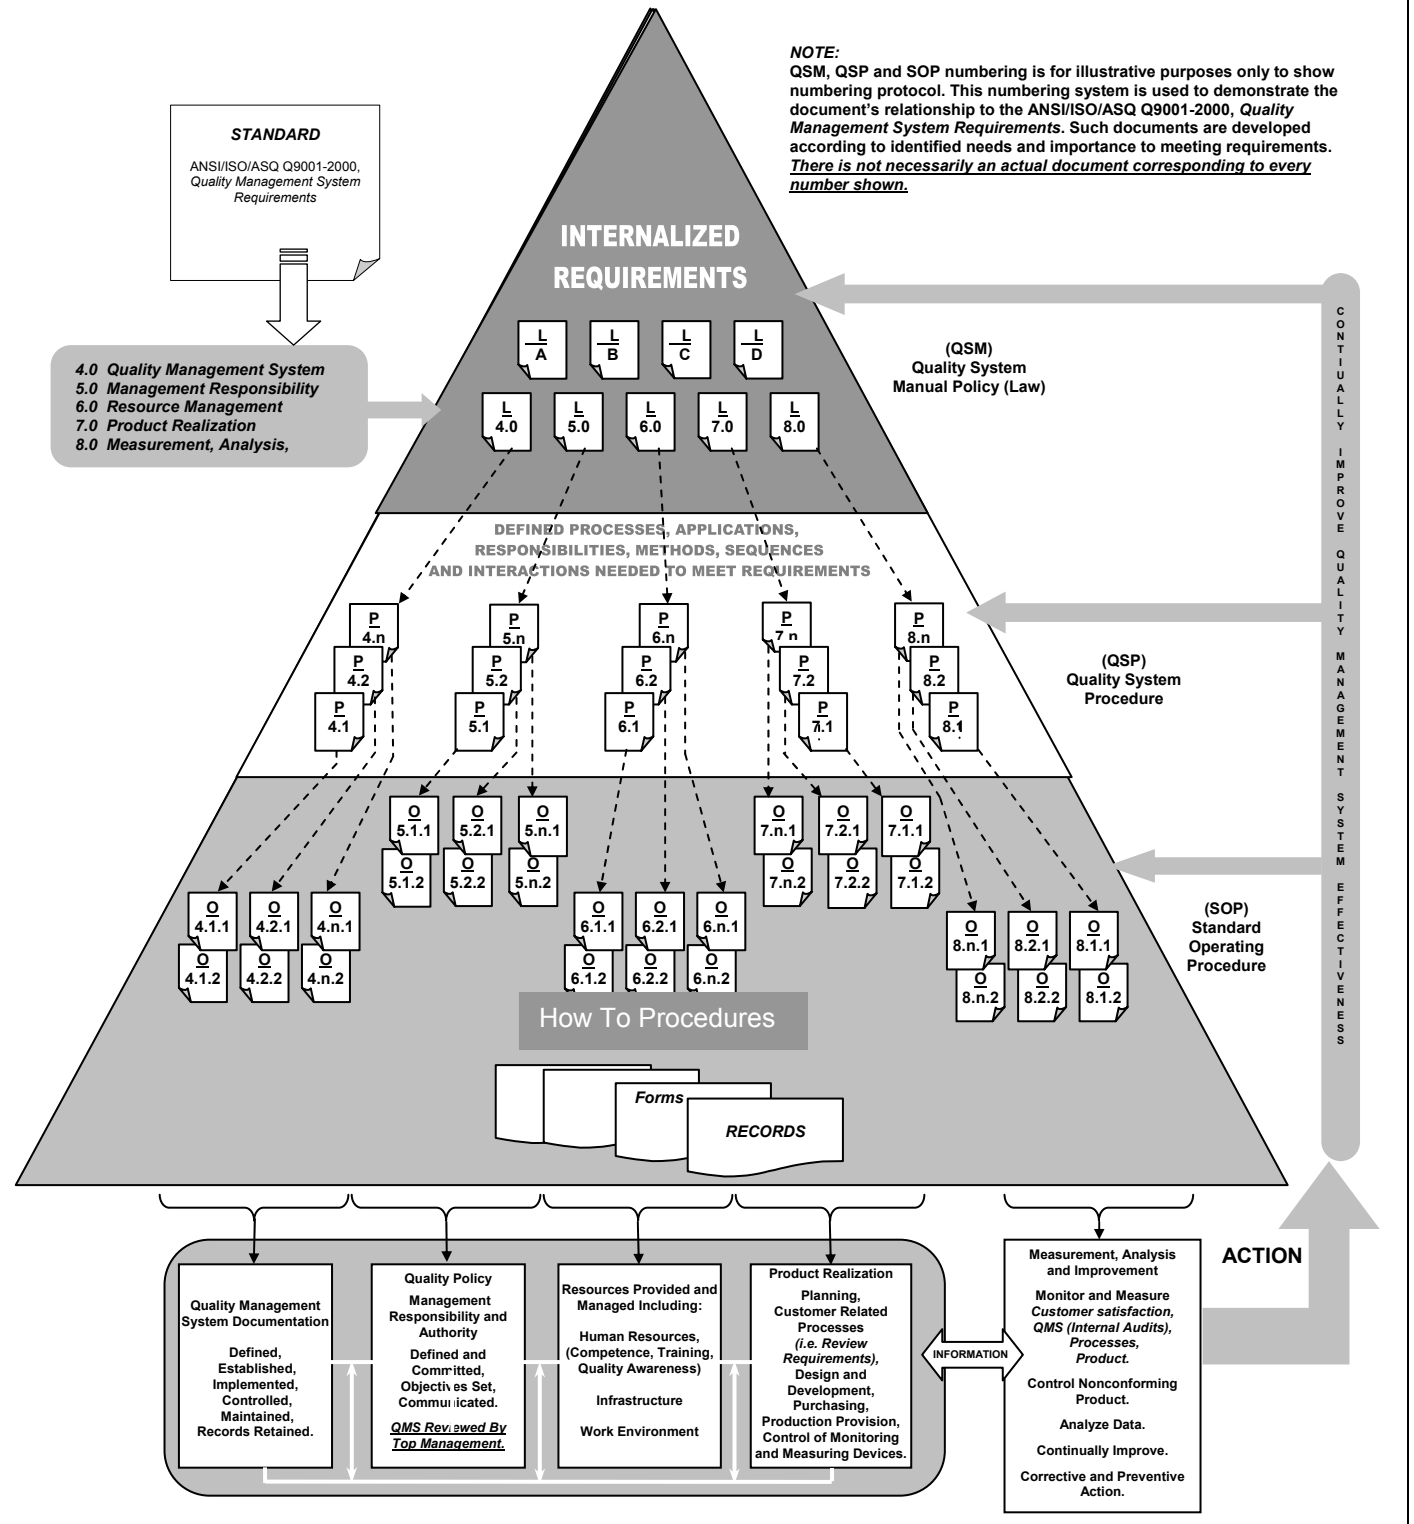 NOTE:
QSM, QSP and SOP numbering is for illustrative purposes only to show
numbering protocol. This numbering system is used to demonstrate the
document's relationship to the ANSI/ISO/ASQ Q9001-2000, Quality
Management System Requirements. Such documents are developed
according to identified needs and importance to meeting requirements.
There is not necessarily an actual document corresponding to every
number shown.
STANDARD
ANSI/ISO/ASQ Q9001-2000,
Quality Management System
Requirements
INTERNALIZED
REQUIREMENTS
L A
L B
L C
L D
4.0 Quality Management System
5.0 Management Responsibility
6.0 Resource Management
7.0 Product Realization
8.0 Measurement, Analysis,
L 4.0
L 5.0
L 6.0
L 7.0
L 8.0
(QSM)
Quality System
Manual Policy (Law)
CONTIUALLY IMPROVE QUALITY MANAGEMENT SYSTEM EFFECTIVENESS
DEFINED PROCESSES, APPLICATIONS,
RESPONSIBILITIES, METHODS, SEQUENCES
AND INTERACTIONS NEEDED TO MEET REQUIREMENTS
P 4.n
P 5.n
P 6.n
P 7.n
P 8.n
P 4.2
P 5.2
P 6.2
P 7.2
P 8.2
P 4.1
P 5.1
P 6.1
P 7.1
P 8.1
(QSP)
Quality System
Procedure
O 5.1.1
O 5.2.1
O 5.n.1
O 7.n.1
O 7.2.1
O 7.1.1
O 5.1.2
O 5.2.2
O 5.n.2
O 7.n.2
O 7.2.2
O 7.1.2
O 4.1.1
O 4.2.1
O 4.n.1
O 6.1.1
O 6.2.1
O 6.n.1
O 8.n.1
O 8.2.1
O 8.1.1
O 4.1.2
O 4.2.2
O 4.n.2
O 6.1.2
O 6.2.2
O 6.n.2
O 8.n.2
O 8.2.2
O 8.1.2
(SOP)
Standard
Operating
Procedure
How To Procedures
Forms
RECORDS
Quality Management
System Documentation
Defined,
Established,
Implemented,
Controlled,
Maintained,
Records Retained.
Quality Policy
Management
Responsibility and
Authority
Defined and
Committed,
Objectives Set,
Communicated.
QMS Reviewed By
Top Management.
Resources Provided and
Managed Including:
Human Resources,
(Competence, Training,
Quality Awareness)
Infrastructure
Work Environment
Product Realization
Planning,
Customer Related
Processes
(i.e. Review
Requirements),
Design and
Development,
Purchasing,
Production Provision,
Control of Monitoring
and Measuring Devices.
INFORMATION
Measurement, Analysis
and Improvement
Monitor and Measure
Customer satisfaction,
QMS (Internal Audits),
Processes,
Product.
Control Nonconforming
Product.
Analyze Data.
Continually Improve.
Corrective and Preventive
Action.
ACTION